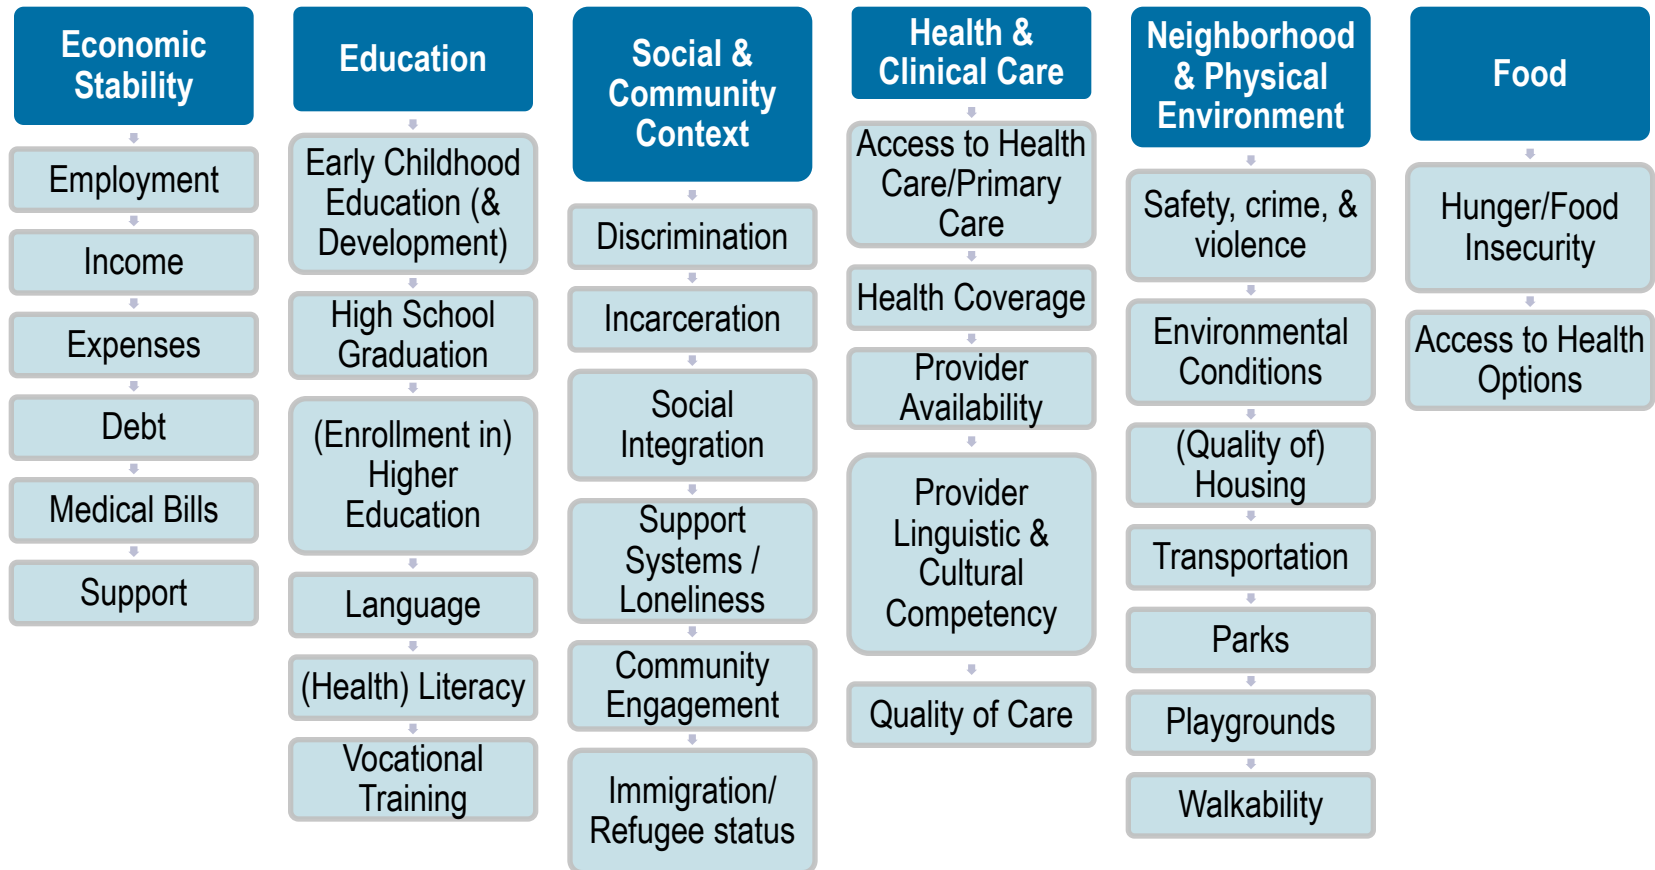 Economic
Stability
Employment
Income
Expenses
Debt
Medical Bills
Support
Education
Early Childhood
Education (&
Development)
High School
Graduation
(Enrollment in)
Higher
Education
Language
(Health) Literacy
Vocational
Training
Social &
Community
Context
Discrimination
Incarceration
Social
Integration
Support
Systems /
Loneliness
Community
Engagement
Immigration/
Refugee status
Health &
Clinical Care
Access to Health
Care/Primary
Care
Health Coverage
Provider
Availability
Provider
Linguistic &
Cultural
Competency
Quality of Care
Neighborhood
& Physical
Environment
Safety, crime, &
violence
Environmental
Conditions
(Quality of)
Housing
Transportation
Parks
Playgrounds
Walkability
Food
Hunger/Food
Insecurity
Access to Health
Options